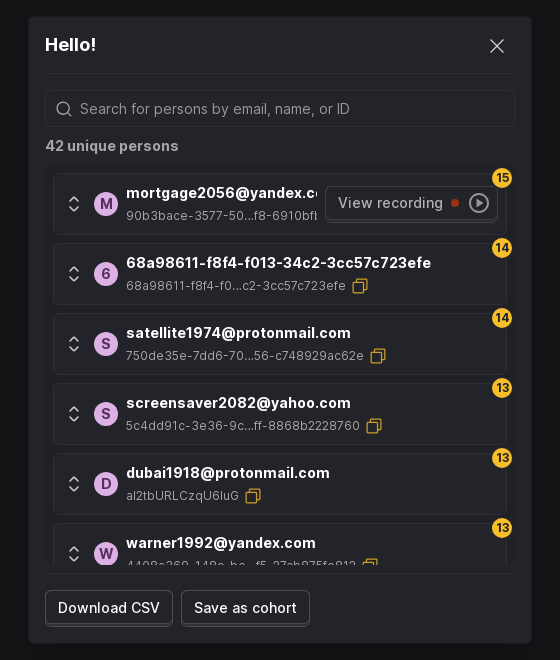 Hello!
Search for persons by email, name, or ID
42 unique persons
15
M
mortgage2056@yandex.c
90b3bace-3577-50...f8-6910bf
View recording
14
6
68a98611-f8f4-f013-34c2-3cc57c723efe
68a98611-f8f4-f0...c2-3cc57c723efe
14
S
satellite1974@protonmail.com
750de35e-7dd6-70...56-c748929ac62e
13
S
screensaver2082@yahoo.com
5c4dd91c-3e36-9c...ff-8868b2228760
13
D
dubai1918@protonmail.com
al2tbURLCzqU6IuG
13
W
warner1992@yandex.com
Download CSV
Save as cohort